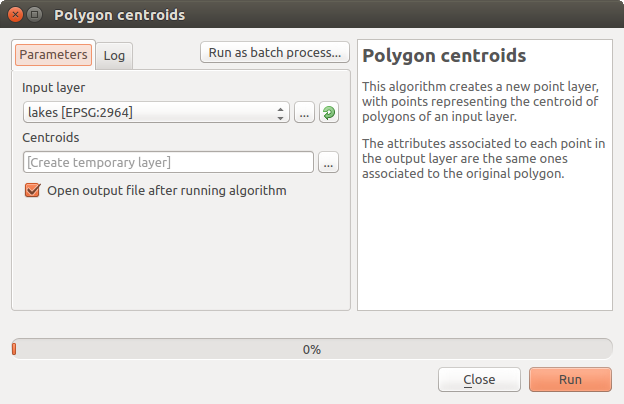 Polygon centroids
Parameters
Log
Run as batch process...
Input layer
lakes [EPSG:2964]
...
Centroids
[Create temporary layer]
...
Open output file after running algorithm
Polygon centroids
This algorithm creates a new point layer,
with points representing the centroid of
polygons of an input layer.
The attributes associated to each point in
the output layer are the same ones
associated to the original polygon.
0%
Close
Run